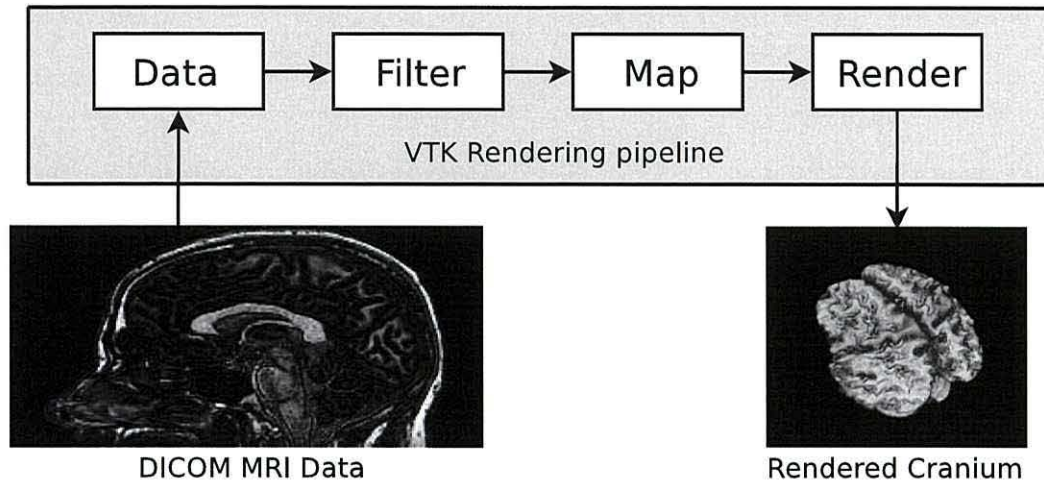 Data
Filter
Map
Render
VTK Rendering pipeline
DICOM MRI Data
Rendered Cranium